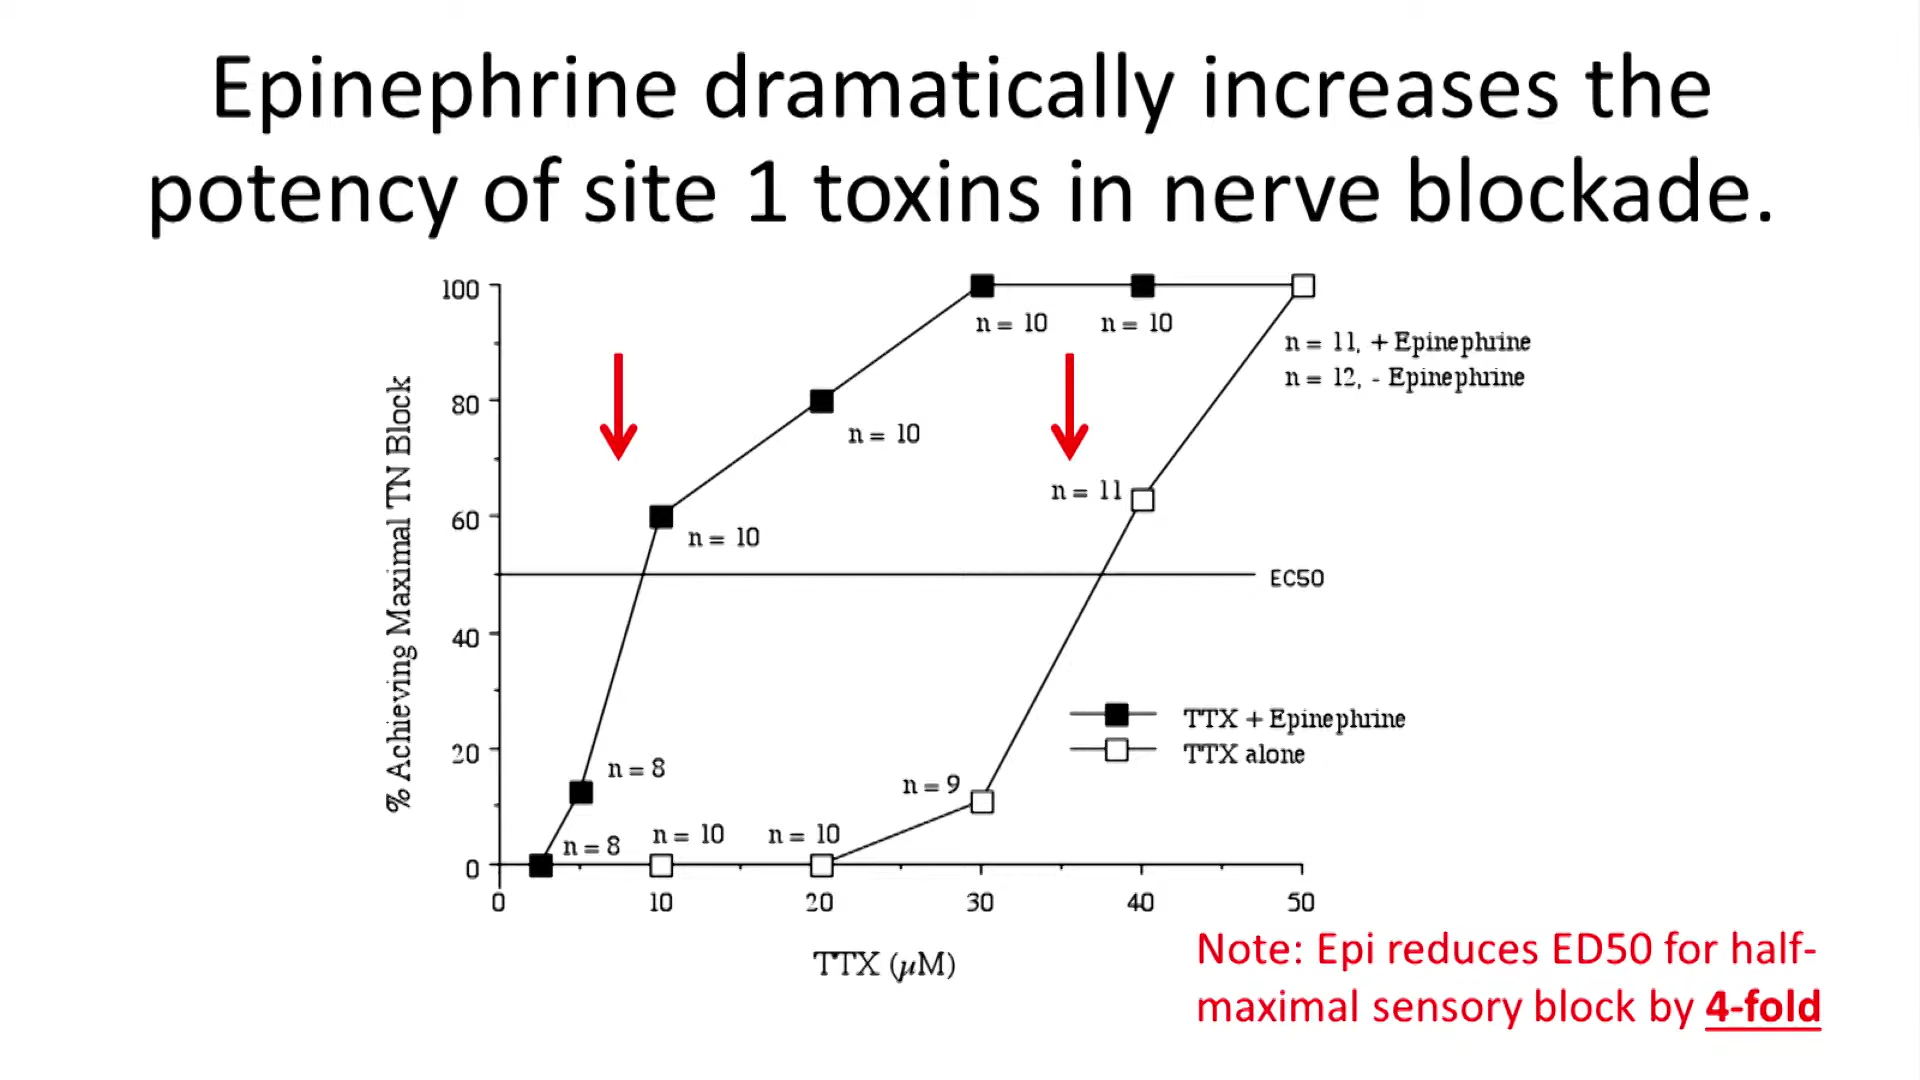 Epinephrine dramatically increases the
potency of site 1 toxins in nerve blockade.
% Achieving Maximal TN Block
100
80
60
40
20
0
n = 10
n = 10
n = 11, + Epinephrine
n = 12, - Epinephrine
n = 10
n = 11
n = 10
EC50
TTX + Epinephrine
TTX alone
n = 8
n = 9
n = 8
n = 10
n = 10
0
10
20
30
40
50
TTX (µM)
Note: Epi reduces ED50 for half-
maximal sensory block by 4-fold